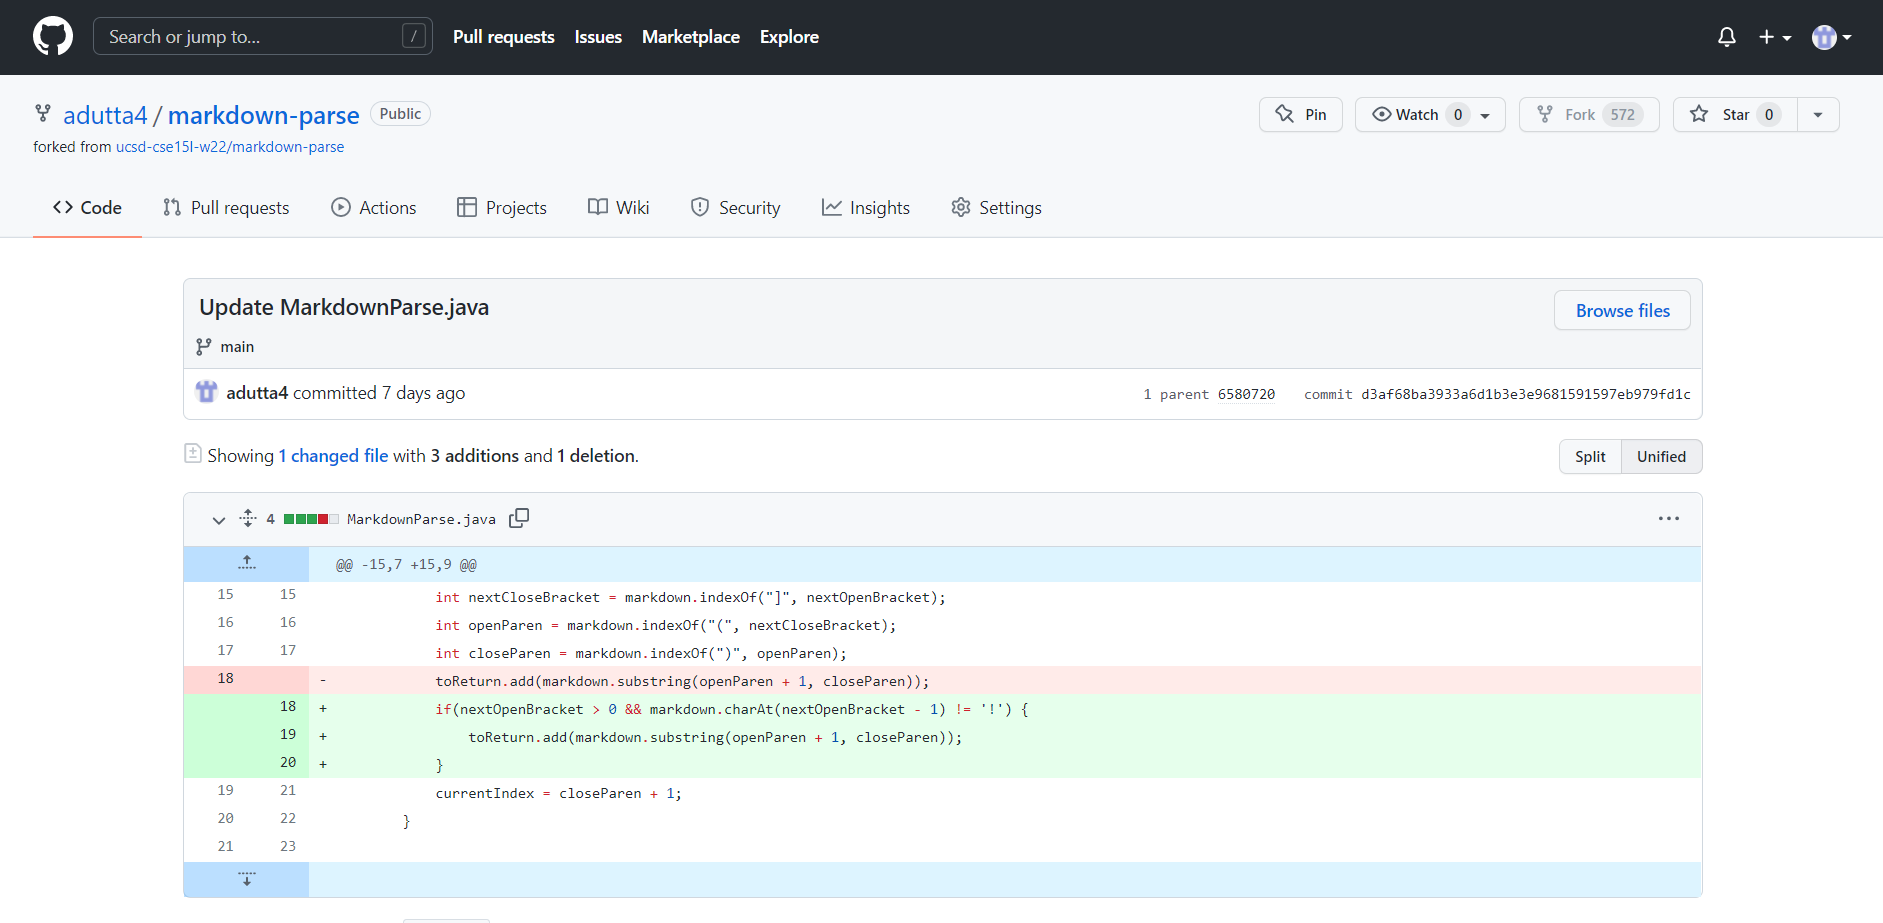 Search or jump to... / Pull requests Issues Marketplace Explore
adutta4 / markdown-parse Public Pin Watch 0 Fork 572 Star 0
forked from ucsd-cse15l-w22/markdown-parse
Code Pull requests Actions Projects Wiki Security Insights Settings
Update MarkdownParse.java Browse files
main
adutta4 committed 7 days ago 1 parent 6580720 commit d3af68ba3933a6d1b3e3e9681591597eb979fd1c
Showing 1 changed file with 3 additions and 1 deletion. Split Unified
4 MarkdownParse.java
@@ -15,7 +15,9 @@
15 15 int nextCloseBracket = markdown.indexOf("]", nextOpenBracket);
16 16 int openParen = markdown.indexOf("(", nextCloseBracket);
17 17 int closeParen = markdown.indexOf(")", openParen);
18 - toReturn.add(markdown.substring(openParen + 1, closeParen));
18 + if(nextOpenBracket > 0 && markdown.charAt(nextOpenBracket - 1) != '!') {
19 + toReturn.add(markdown.substring(openParen + 1, closeParen));
20 + }
19 21 currentIndex = closeParen + 1;
20 22 }
21 23